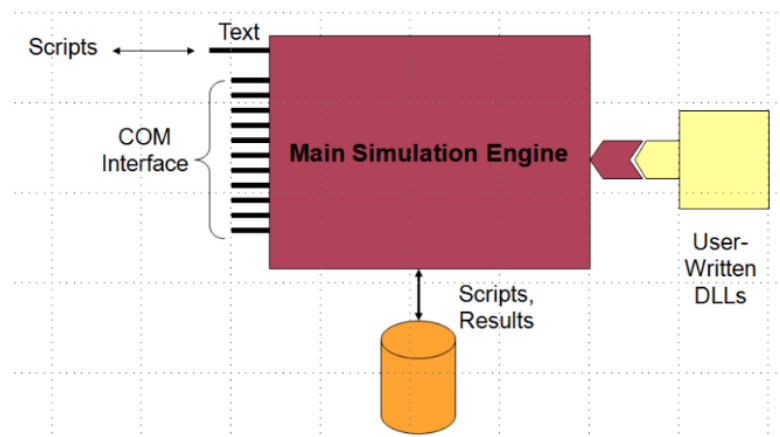 Text
Scripts
COM
Interface
Main Simulation Engine
User-
Written
DLLs
Scripts,
Results